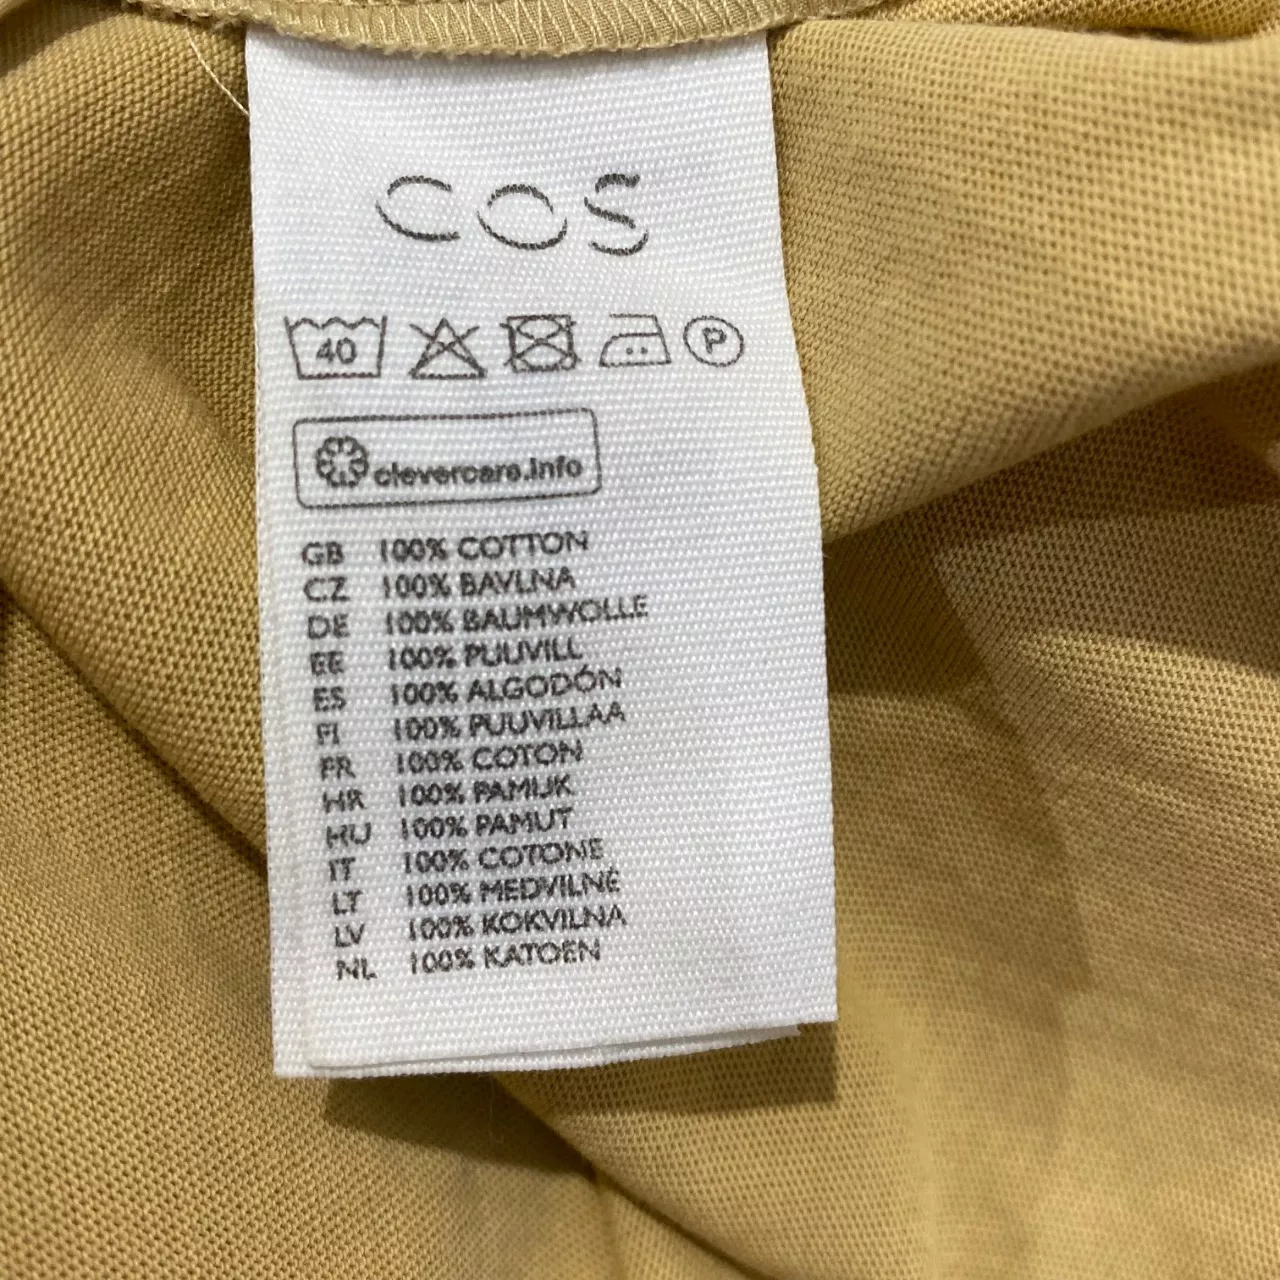 COS
40 P
clevercare.info
GB 100% COTTON
CZ 100% BAVLNA
DE 100% BAUMWOLLE
EE 100% PUUVILL
ES 100% ALGODÓN
FI 100% PUUVILLAA
FR 100% COTON
HR 100% PAMUK
HU 100% PAMUT
IT 100% COTONE
LT 100% MEDVILNĖ
LV 100% KOKVILNA
NL 100% KATOEN